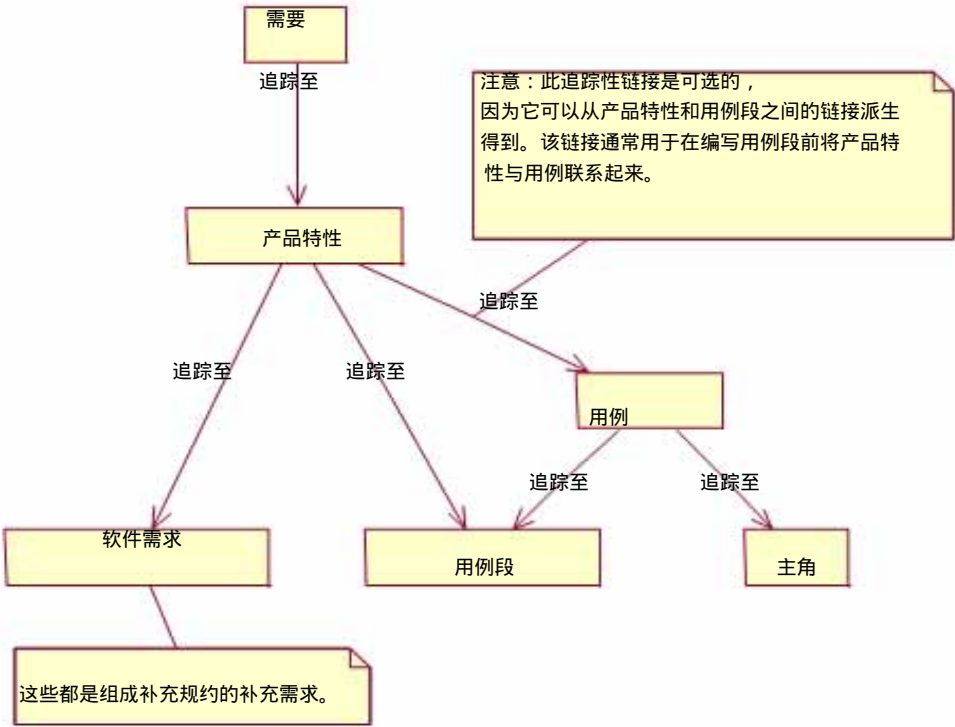 需要
追踪至
注意：此追踪性链接是可选的，
因为它可以从产品特性和用例段之间的链接派生
得到。该链接通常用于在编写用例段前将产品特
性与用例联系起来。
产品特性
追踪至
追踪至
追踪至
用例
追踪至
追踪至
软件需求
用例段
主角
这些都是组成补充规约的补充需求。